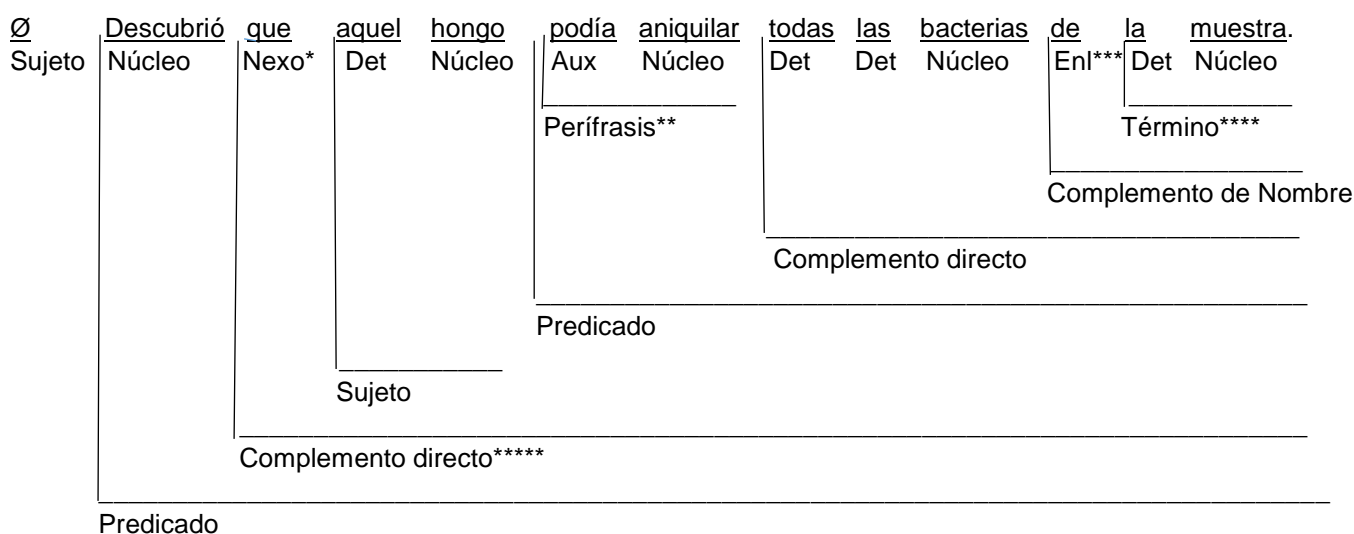 Ø Descubrió que aquel hongo podía aniquilar todas las bacterias de la muestra.
Sujeto Núcleo Nexo* Det Núcleo Aux Núcleo Det Det Núcleo Enl*** Det Núcleo
Perífrasis** Término****
Complemento de Nombre
Complemento directo
Predicado
Sujeto
Complemento directo*****
Predicado